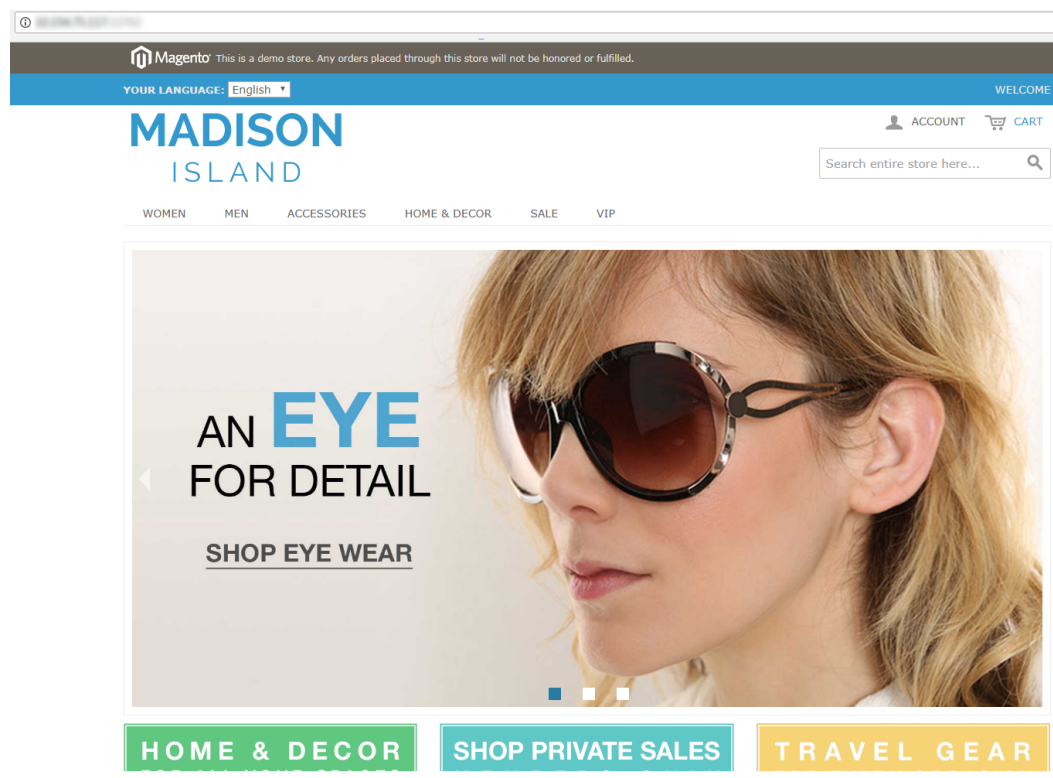 Magento This is a demo store. Any orders placed through this store will not be honored or fulfilled.
YOUR LANGUAGE: English WELCOME
MADISON
ISLAND
ACCOUNT CART
Search entire store here...
WOMEN MEN ACCESSORIES HOME & DECOR SALE VIP
AN EYE
FOR DETAIL
SHOP EYE WEAR
HOME & DECOR SHOP PRIVATE SALES TRAVEL GEAR